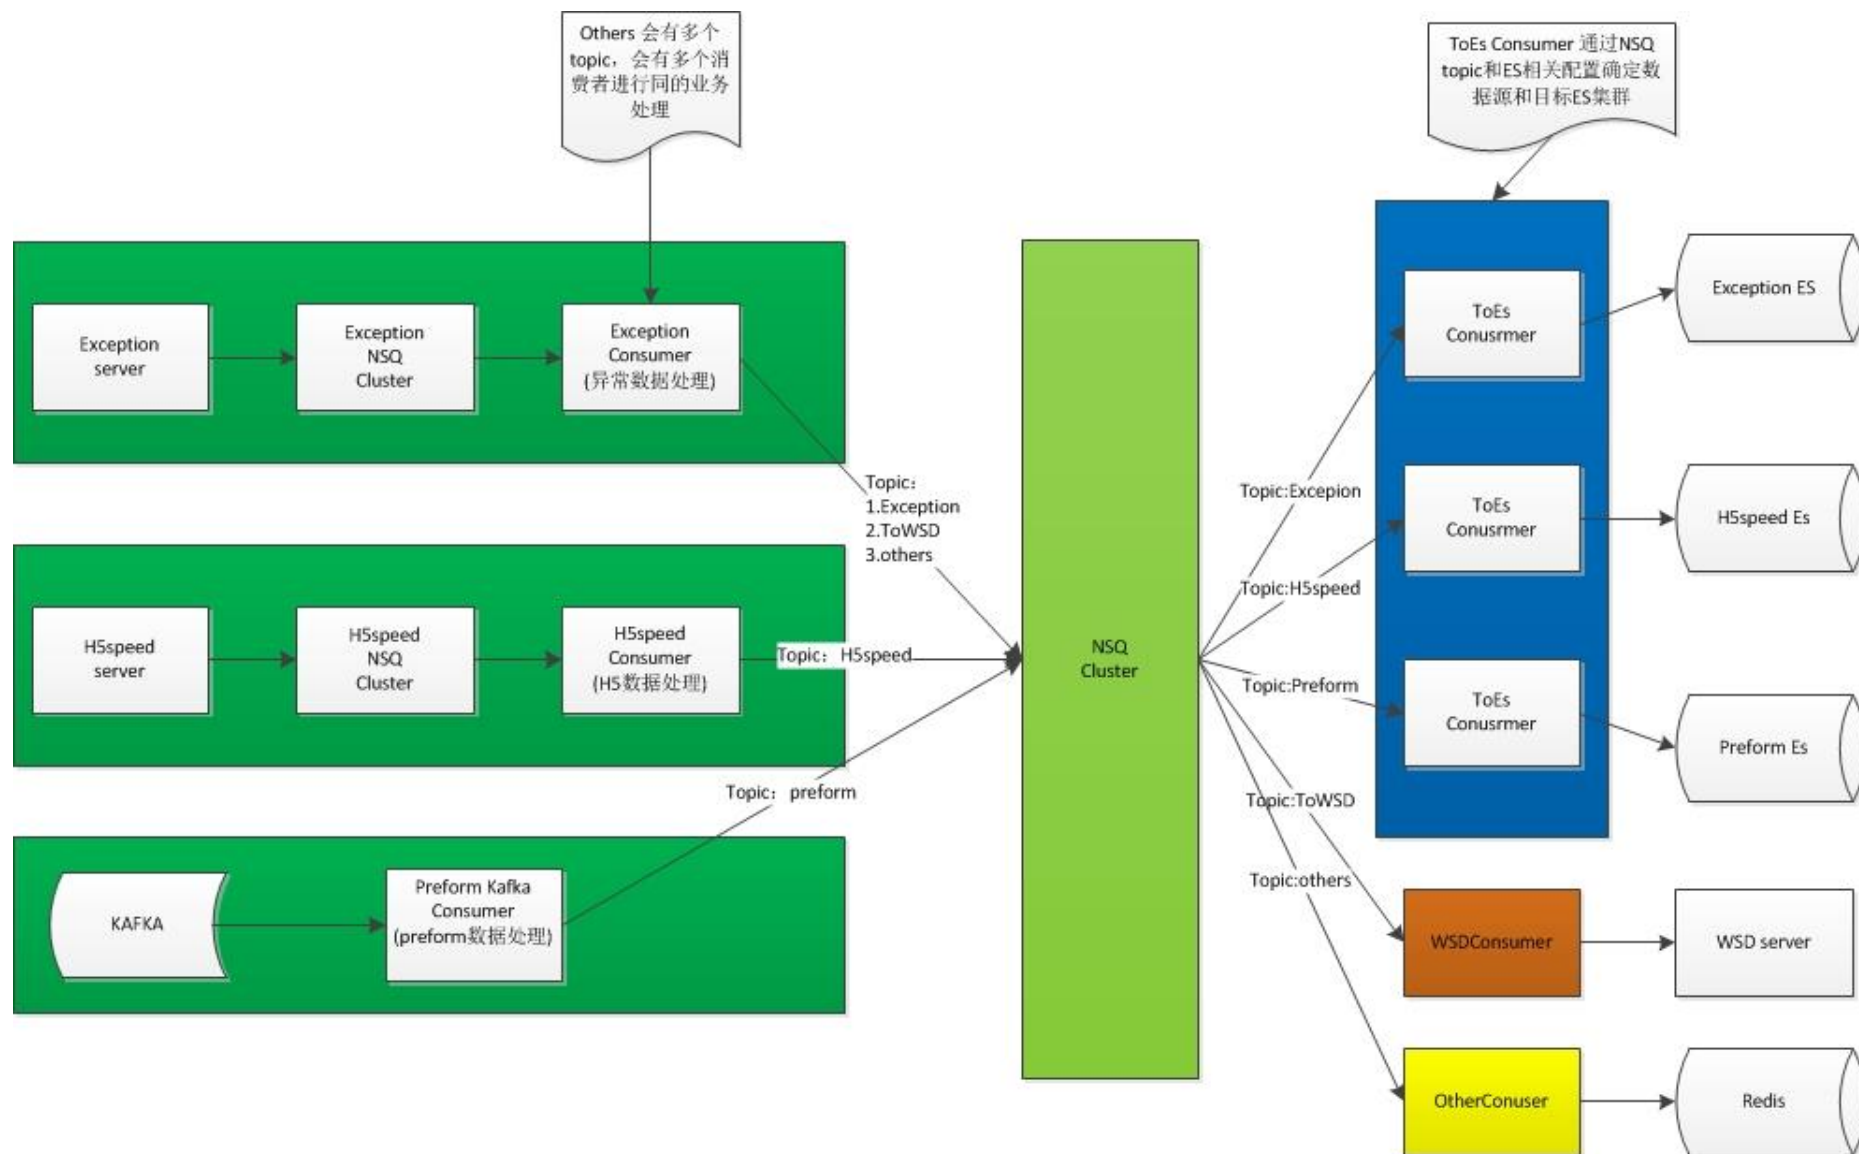 Others 会有多个
topic，会有多个消
费者进行同的业务
处理
ToEs Consumer 通过NSQ
topic和ES相关配置确定数
据源和目标ES集群
Exception
server
Exception
NSQ
Cluster
Exception
Consumer
(异常数据处理)
Topic：
1.Exception
2.ToWSD
3.others
H5speed
server
H5speed
NSQ
Cluster
H5speed
Consumer
(H5数据处理)
Topic： H5speed
Topic： preform
KAFKA
Preform Kafka
Consumer
(preform数据处理)
NSQ
Cluster
Topic:Excepion
Topic:H5speed
Topic:Preform
Topic:ToWSD
Topic:others
ToEs
Conusrmer
Exception ES
ToEs
Conusrmer
H5speed Es
ToEs
Conusrmer
Preform Es
WSDConsumer
WSD server
OtherConuser
Redis